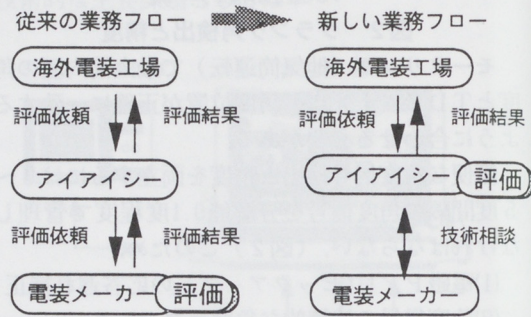 従来の業務フロー
新しい業務フロー
海外電装工場
海外電装工場
評価依頼
評価結果
評価依頼
評価結果
アイアイシー
アイアイシー
評価
評価依頼
評価結果
技術相談
電装メーカー
評価
電装メーカー